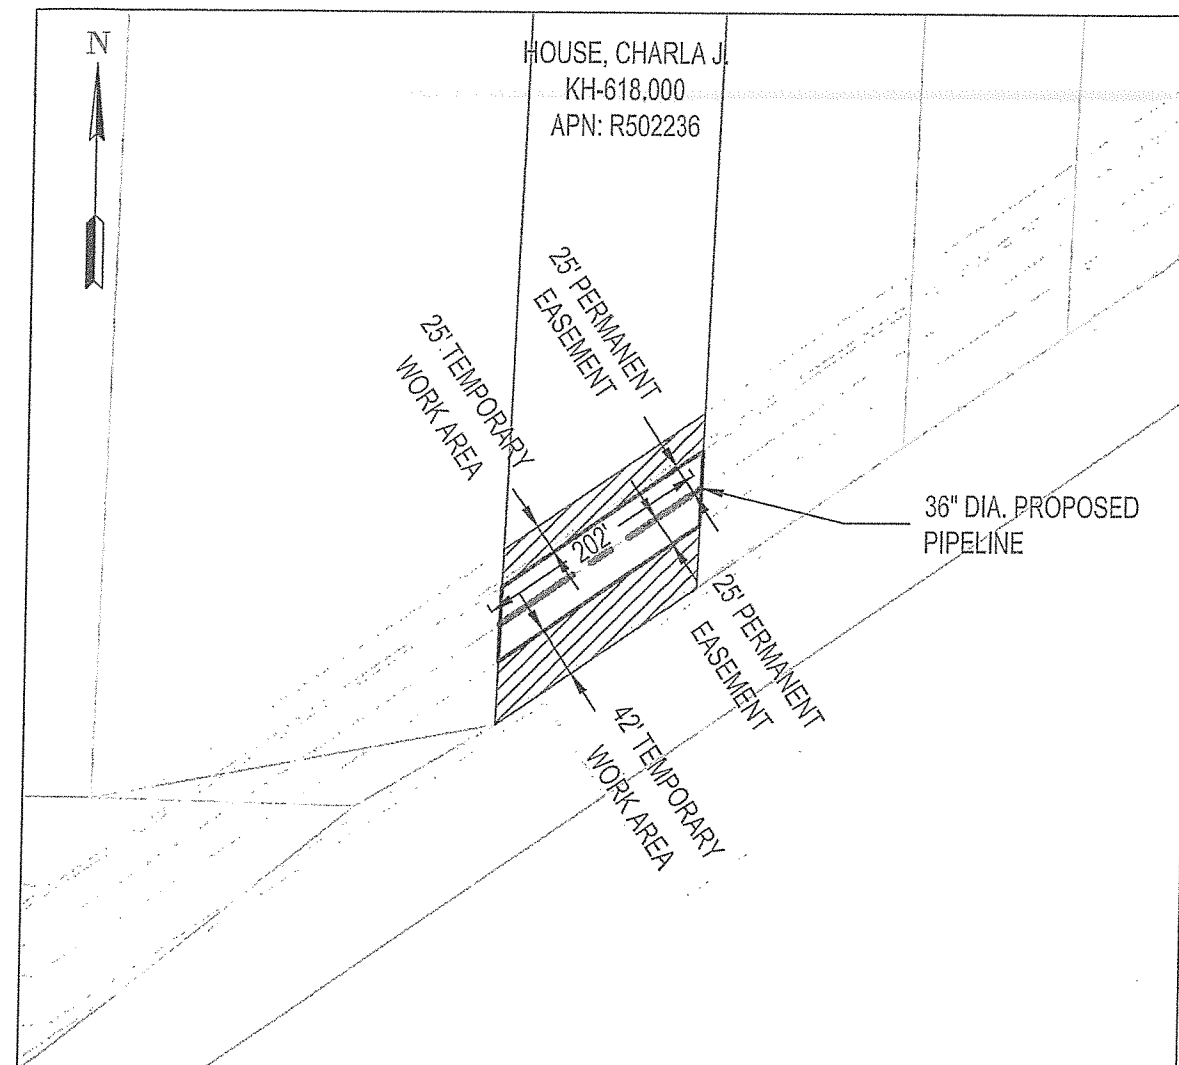 N
HOUSE, CHARLA J.
KH-618,000
APN: R502236
25' PERMANENT
EASEMENT
25' TEMPORARY
WORK AREA
202'
36" DIA. PROPOSED
PIPELINE
25' PERMANENT
EASEMENT
42' TEMPORARY
WORK AREA